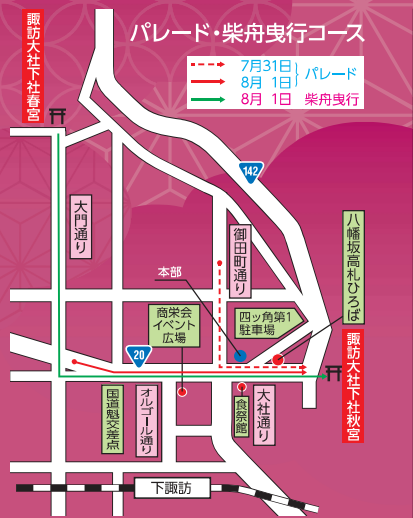 パレード・柴舟曳行コース
7月31日
8月 1日
パレード
8月 1日 柴舟曳行
諏訪大社下社春宮
142
大門通り
御田町通り
八幡坂高札ひろば
本部
商栄会
イベント
広場
四ッ角第1
駐車場
20
諏訪大社下社秋宮
国道魁交差点
オルゴール通り
食祭館
大社通り
下諏訪